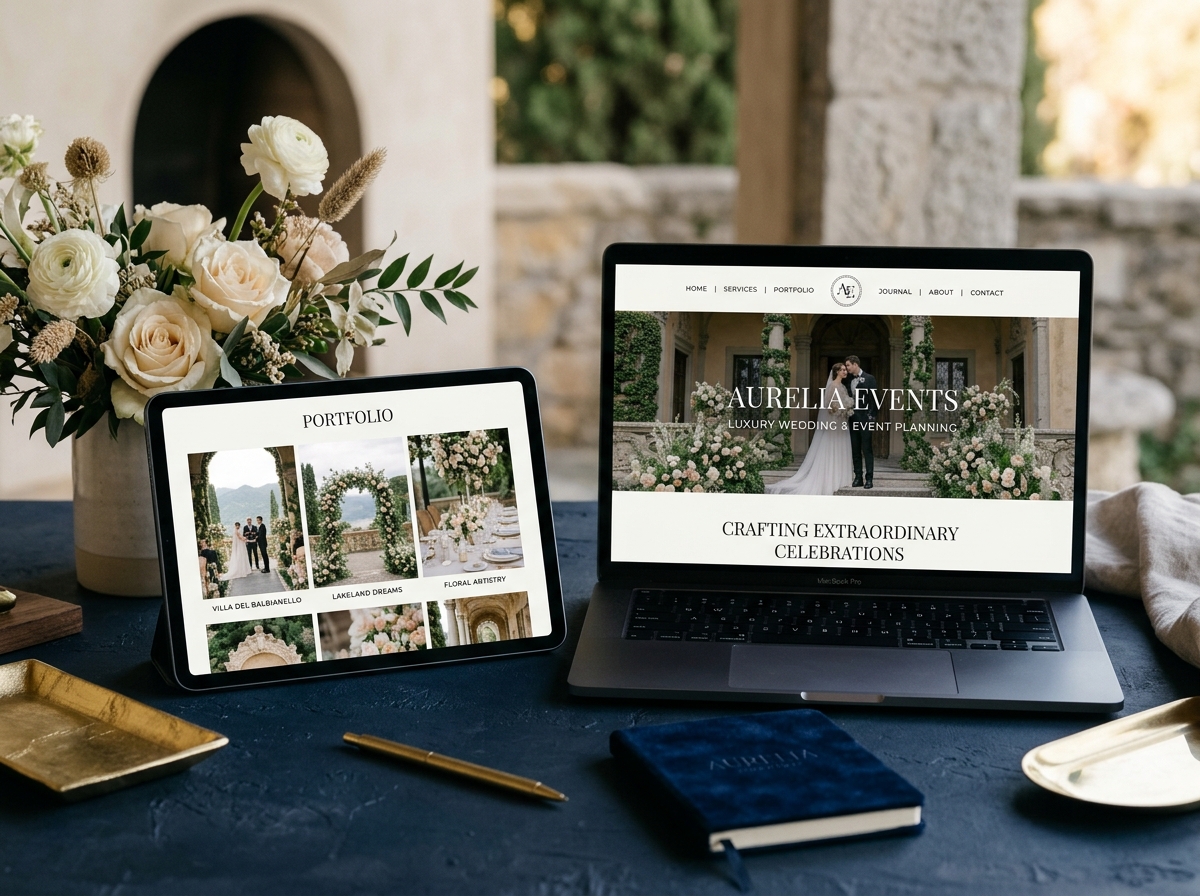 PORTFOLIO
VILLA DEL BALBIANELLO
LAKELAND DREAMS
FLORAL ARTISTRY
HOME | SERVICES | PORTFOLIO
AE
JOURNAL | ABOUT | CONTACT
AURELIA EVENTS
LUXURY WEDDING & EVENT PLANNING
CRAFTING EXTRAORDINARY
CELEBRATIONS
MacBook Pro
AURELIA